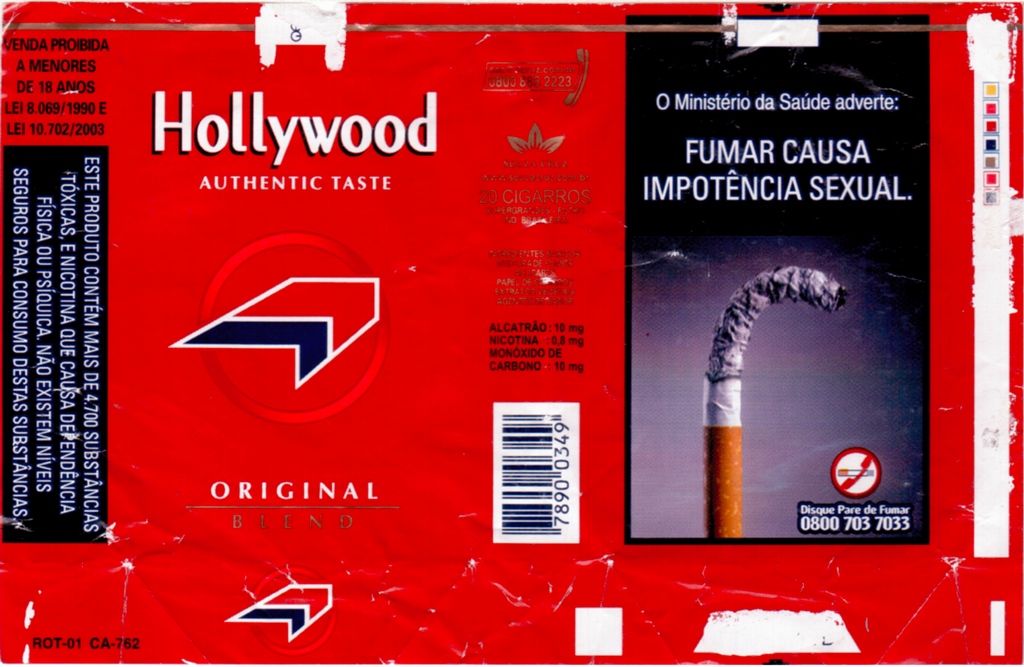 VENDA PROIBIDA
A MENORES
DE 18 ANOS
LEI 8.069/1990 E
LEI 10.702/2003
ESTE PRODUTO CONTÉM MAIS DE 4.700 SUBSTÂNCIAS
TÓXICAS, E NICOTINA QUE CAUSA DEPENDÊNCIA
FÍSICA OU PSÍQUICA. NÃO EXISTEM NÍVEIS
SEGUROS PARA CONSUMO DESTAS SUBSTÂNCIAS.
Hollywood
AUTHENTIC TASTE
ORIGINAL
BLEND
ROT-01 CA-762
2223
20 CIGARROS
ALCATRÃO : 10 mg
NICOTINA : 0,8 mg
MONÓXIDO DE
CARBONO : 10 mg
7890 0349
O Ministério da Saúde adverte:
FUMAR CAUSA
IMPOTÊNCIA SEXUAL.
Disque Pare de Fumar
0800 703 7033